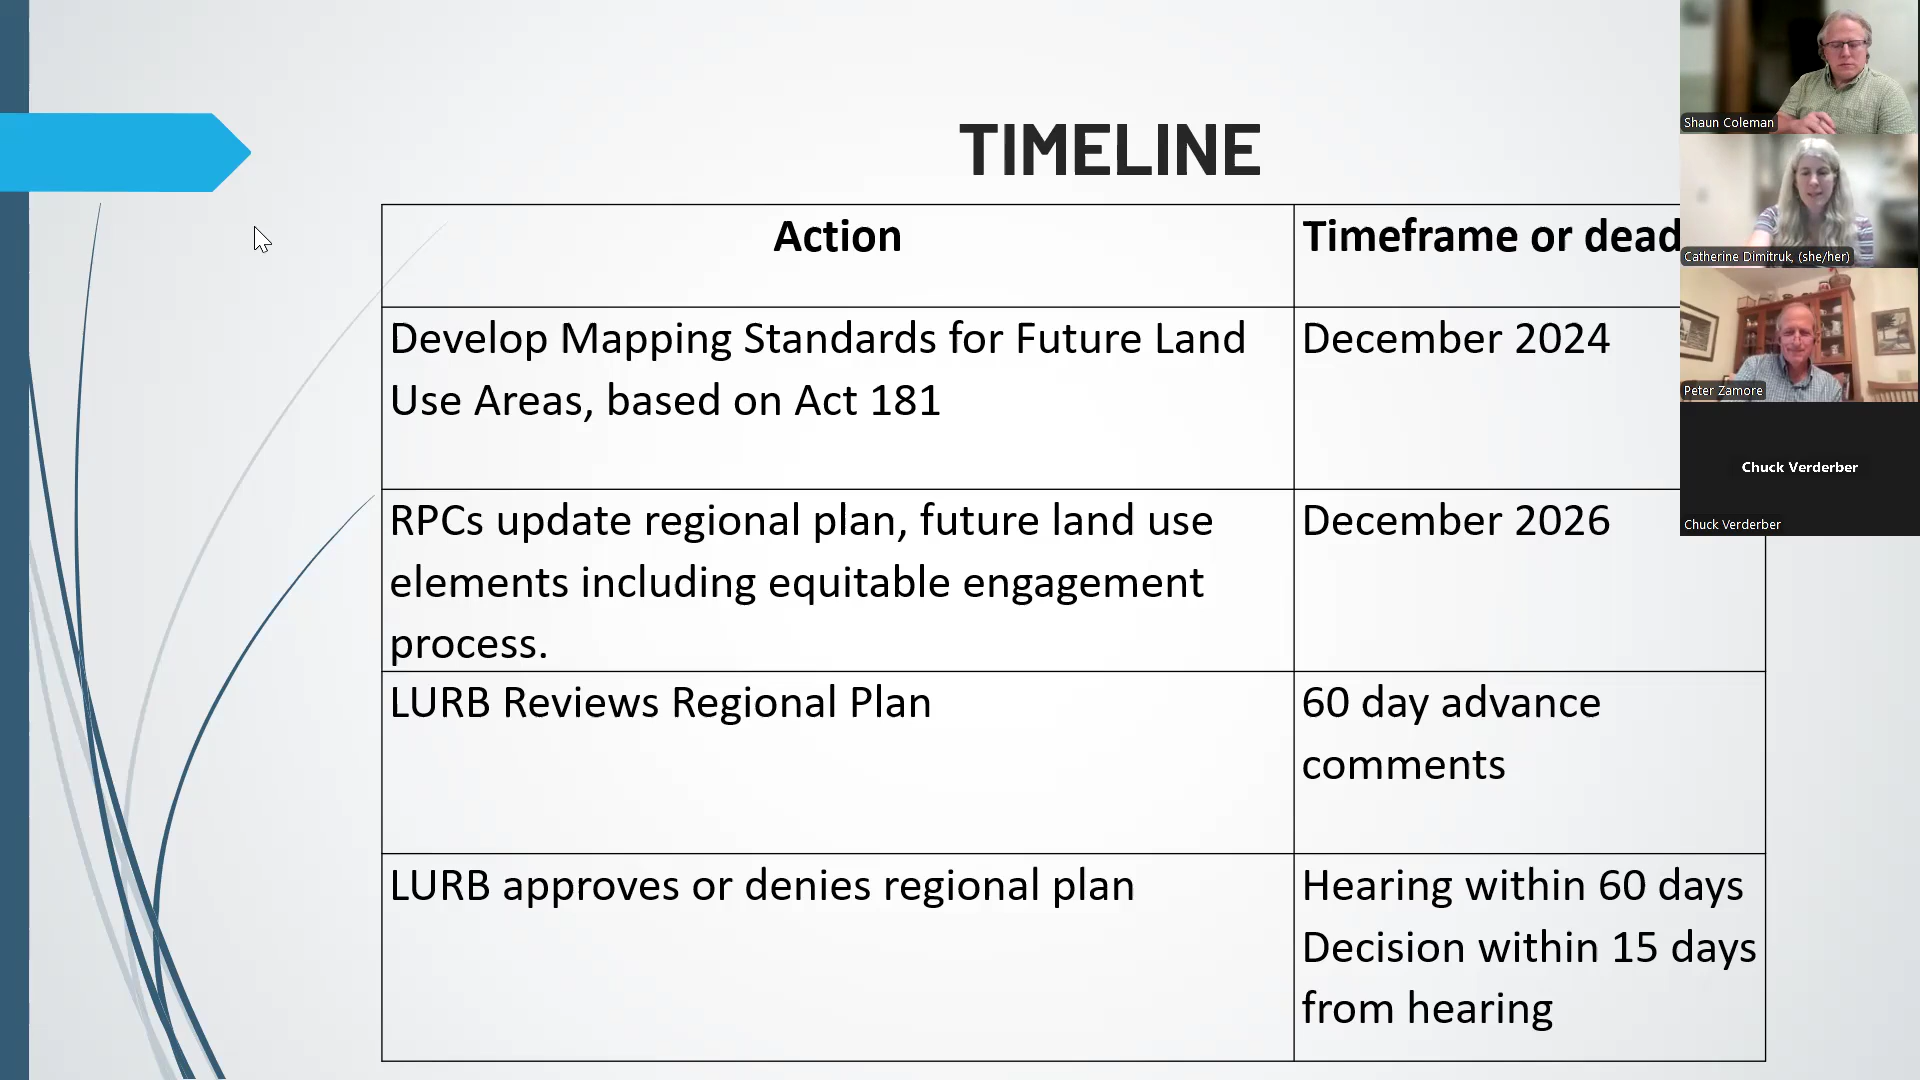 TIMELINE
Action
Timeframe or dead
Develop Mapping Standards for Future Land
Use Areas, based on Act 181
December 2024
RPCs update regional plan, future land use
elements including equitable engagement
process.
December 2026
LURB Reviews Regional Plan
60 day advance
comments
LURB approves or denies regional plan
Hearing within 60 days
Decision within 15 days
from hearing
Shaun Coleman
Catherine Dimitruk, (she/her)
Peter Zamore
Chuck Verderber
Chuck Verderber